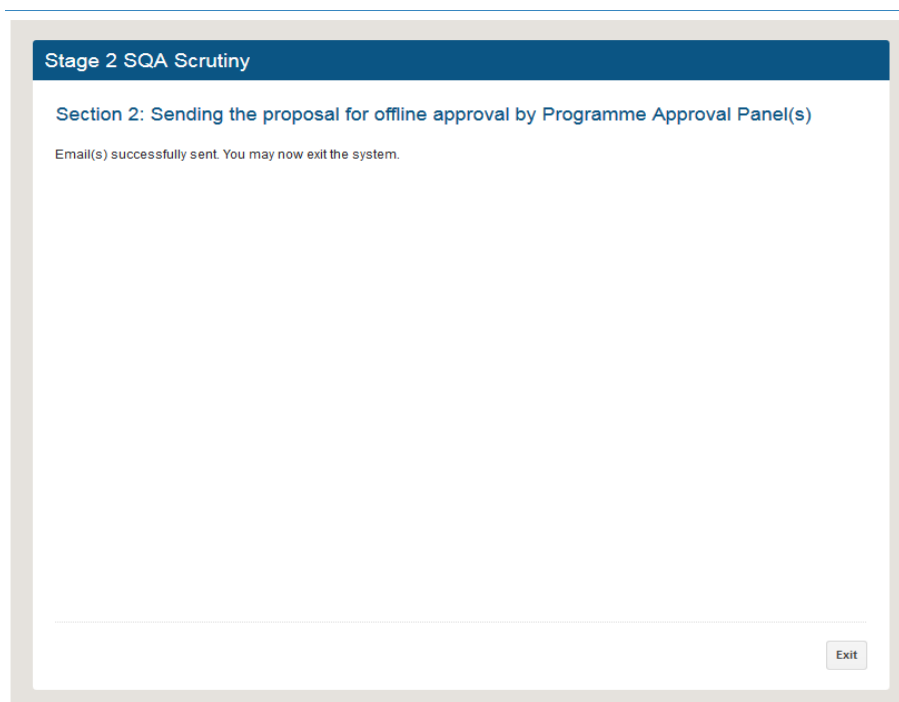 Stage 2 SQA Scrutiny
Section 2: Sending the proposal for offline approval by Programme Approval Panel(s)
Email(s) successfully sent. You may now exit the system.
Exit